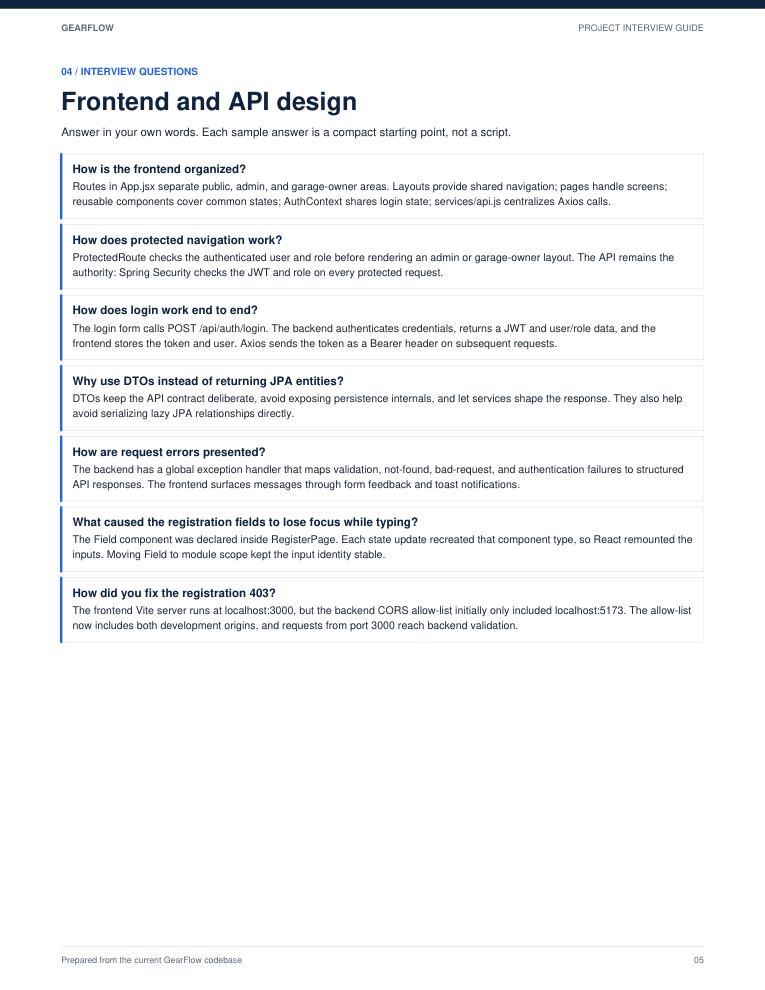 GEARFLOW
PROJECT INTERVIEW GUIDE
04 / INTERVIEW QUESTIONS
Frontend and API design
Answer in your own words. Each sample answer is a compact starting point, not a script.
How is the frontend organized?
Routes in App.jsx separate public, admin, and garage-owner areas. Layouts provide shared navigation; pages handle screens;
reusable components cover common states; AuthContext shares login state; services/api.js centralizes Axios calls.
How does protected navigation work?
ProtectedRoute checks the authenticated user and role before rendering an admin or garage-owner layout. The API remains the
authority: Spring Security checks the JWT and role on every protected request.
How does login work end to end?
The login form calls POST /api/auth/login. The backend authenticates credentials, returns a JWT and user/role data, and the
frontend stores the token and user. Axios sends the token as a Bearer header on subsequent requests.
Why use DTOs instead of returning JPA entities?
DTOs keep the API contract deliberate, avoid exposing persistence internals, and let services shape the response. They also help
avoid serializing lazy JPA relationships directly.
How are request errors presented?
The backend has a global exception handler that maps validation, not-found, bad-request, and authentication failures to structured
API responses. The frontend surfaces messages through form feedback and toast notifications.
What caused the registration fields to lose focus while typing?
The Field component was declared inside RegisterPage. Each state update recreated that component type, so React remounted the
inputs. Moving Field to module scope kept the input identity stable.
How did you fix the registration 403?
The frontend Vite server runs at localhost:3000, but the backend CORS allow-list initially only included localhost:5173. The allow-list
now includes both development origins, and requests from port 3000 reach backend validation.
Prepared from the current GearFlow codebase
05